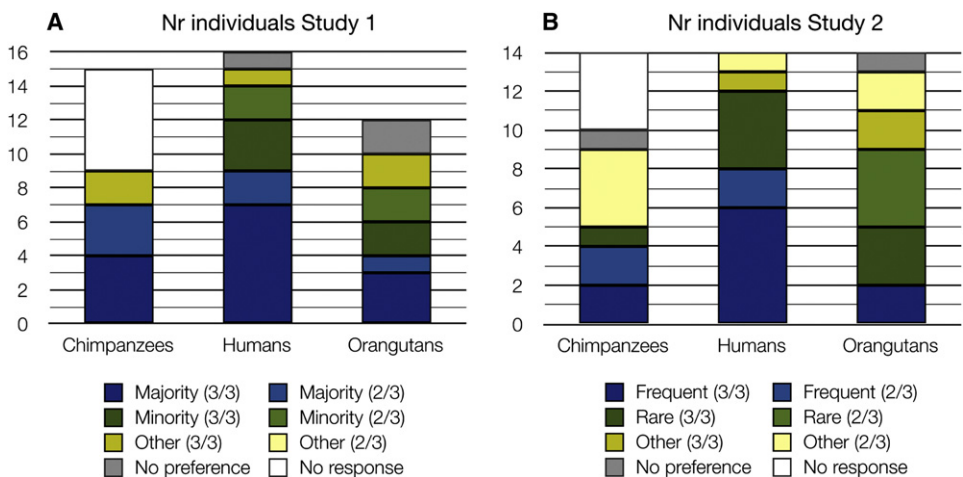 A Nr individuals Study 1
16
14
12
10
8
6
4
2
0
Chimpanzees Humans Orangutans
Majority (3/3) Majority (2/3)
Minority (3/3) Minority (2/3)
Other (3/3) Other (2/3)
No preference No response
B Nr individuals Study 2
14
12
10
8
6
4
2
0
Chimpanzees Humans Orangutans
Frequent (3/3) Frequent (2/3)
Rare (3/3) Rare (2/3)
Other (3/3) Other (2/3)
No preference No response